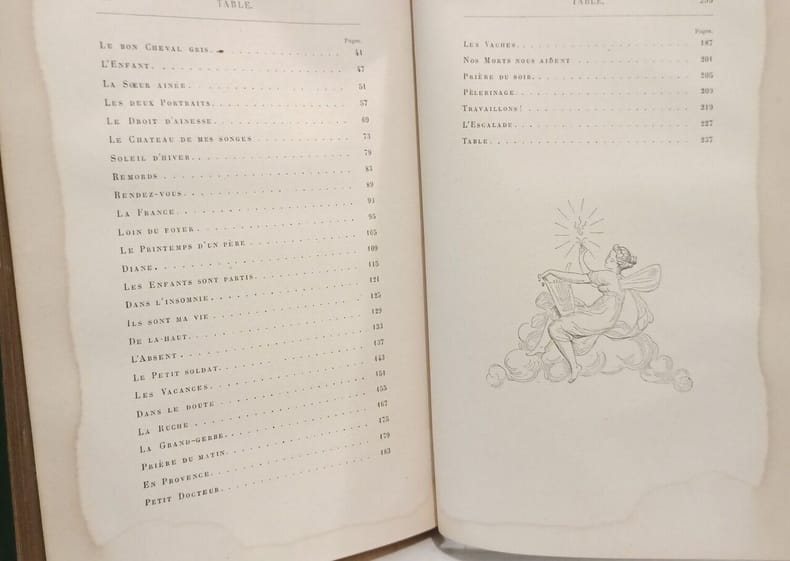 TABLE.
Pages.
Le bon Cheval gris. 41
L'Enfant. 47
La Sœur ainée. 51
Les deux Portraits. 57
Le Droit d'ainesse 69
Le Chateau de mes songes 73
Soleil d'hiver. 79
Remords 83
Rendez-vous. 89
La France.
Loin du foyer 95
Le Printemps d'un père 105
Diane. 109
Les Enfants sont partis. 115
Dans l'insomnie. 121
Ils sont ma vie 125
De la-haut. 129
L'Absent. 133
Le Petit soldat. 137
Les Vacances. 143
Dans le doute 151
La Ruche 155
La Grand-gerbe. 167
Prière du matin. 175
En Provence. 179
Petit Docteur. 183
TABLE.
Pages.
Les Vaches. 187
Nos Morts nous aident 201
Prière du soir. 205
Pèlerinage. 209
Travaillons! 219
L'Escalade. 227
Table. 237